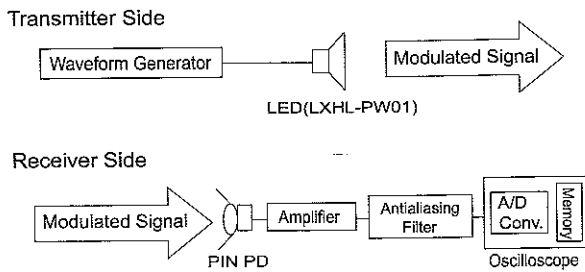 Transmitter Side
Waveform Generator
LED(LXHL-PW01)
Modulated Signal
Receiver Side
Modulated Signal
PIN PD
Amplifier
Antialiasing
Filter
A/D
Conv.
Memory
Oscilloscope